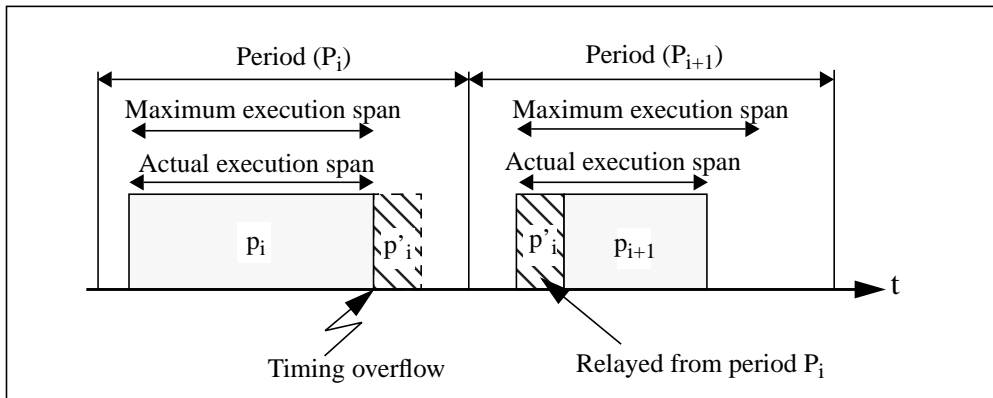 Period (Pi)
Period (Pi+1)
Maximum execution span
Maximum execution span
Actual execution span
Actual execution span
pi
p’i
p’i
pi+1
t
Timing overflow
Relayed from period Pi